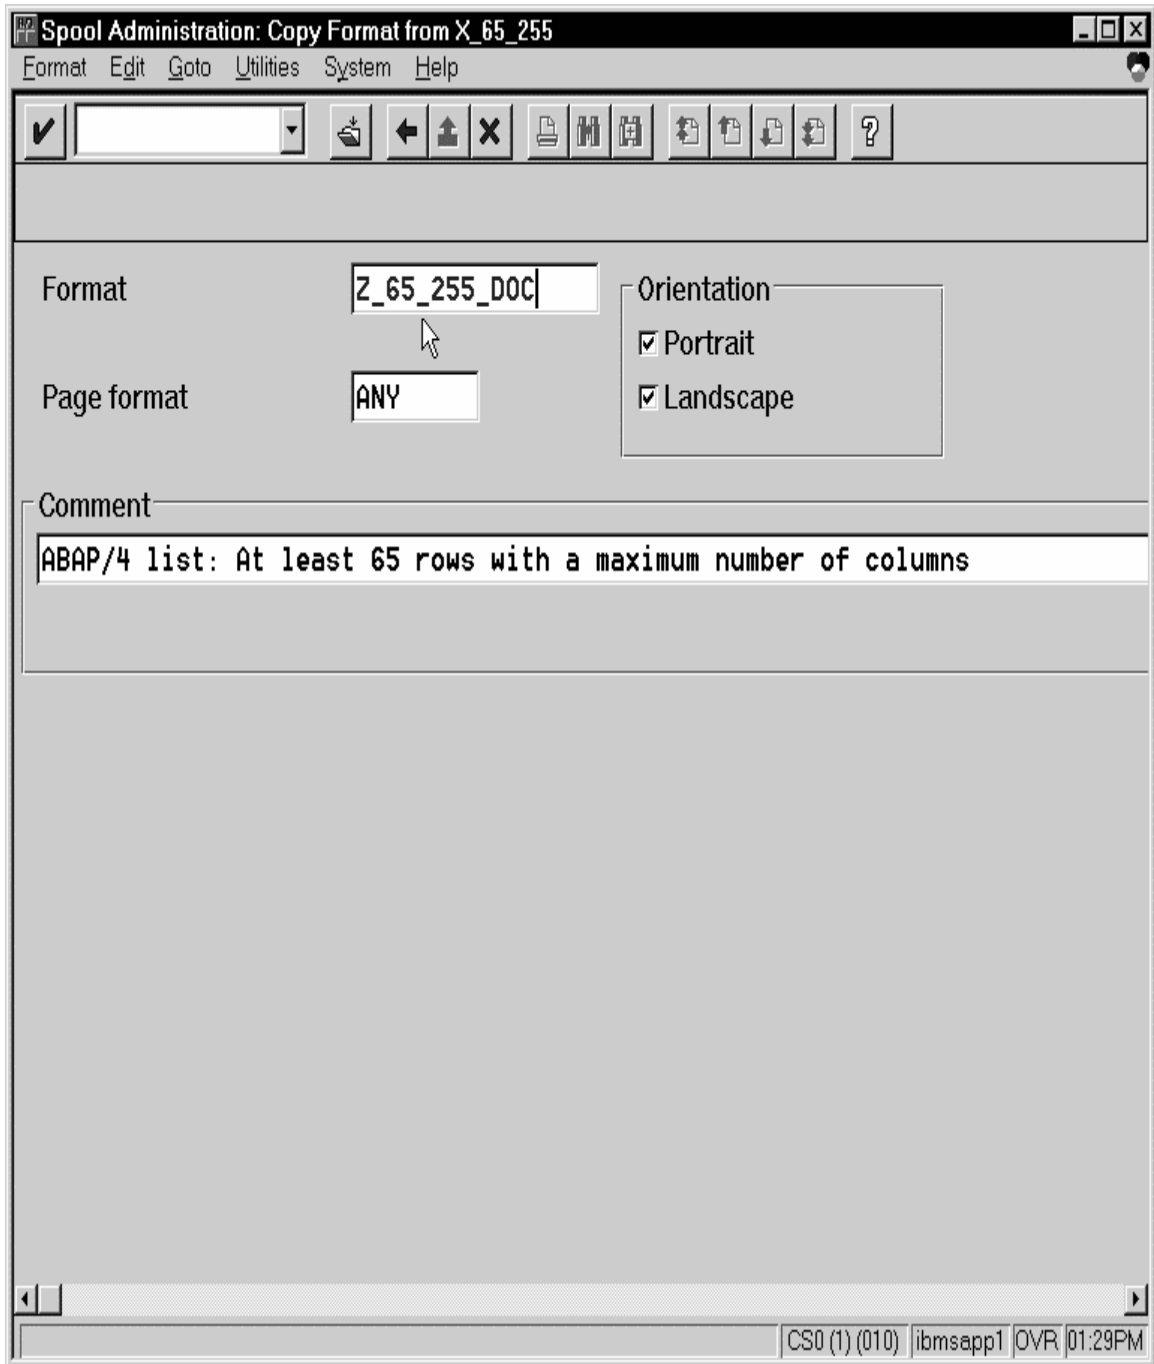 Spool Administration: Copy Format from X_65_255
Format Edit Goto Utilities System Help
Format Z_65_255_DOC Orientation
Portrait
Page format ANY Landscape
Comment
ABAP/4 list: At least 65 rows with a maximum number of columns
CS0 (1) (010) ibmsapp1 OVR 01:29PM